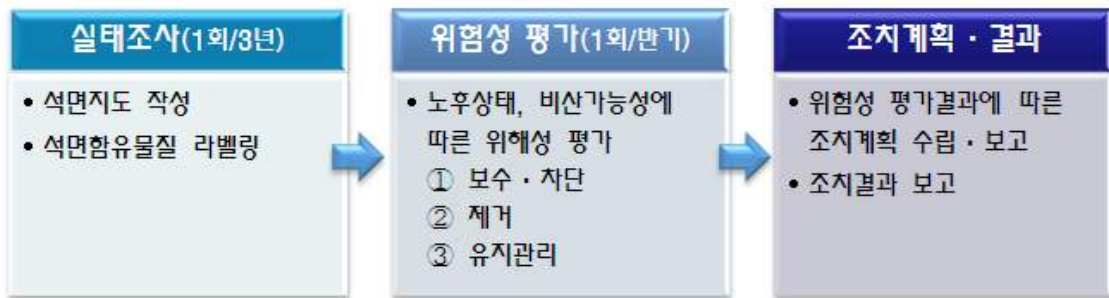 실태조사(1회/3년)
• 석면지도 작성
• 석면함유물질 라벨링
위험성 평가(1회/반기)
• 노후상태, 비산가능성에
따른 위해성 평가
① 보수 · 차단
② 제거
③ 유지관리
조치계획 · 결과
• 위험성 평가결과에 따른
조치계획 수립 · 보고
• 조치결과 보고